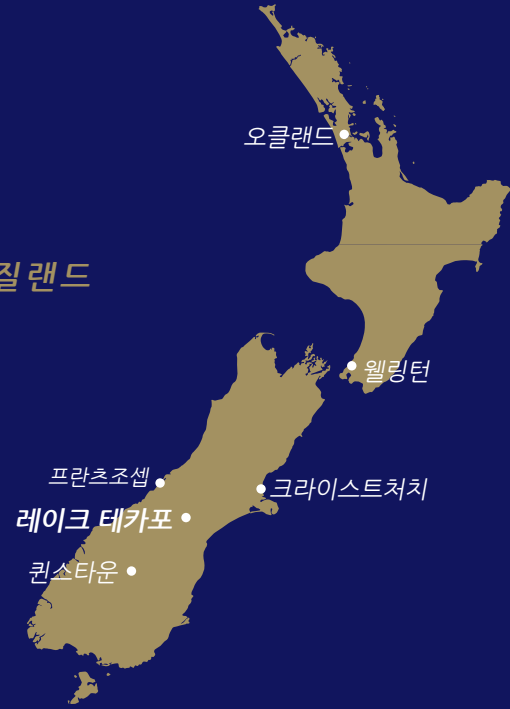 오클랜드
질랜드
웰링턴
프란츠조셉
크라이스트처치
레이크 테카포
퀸스타운